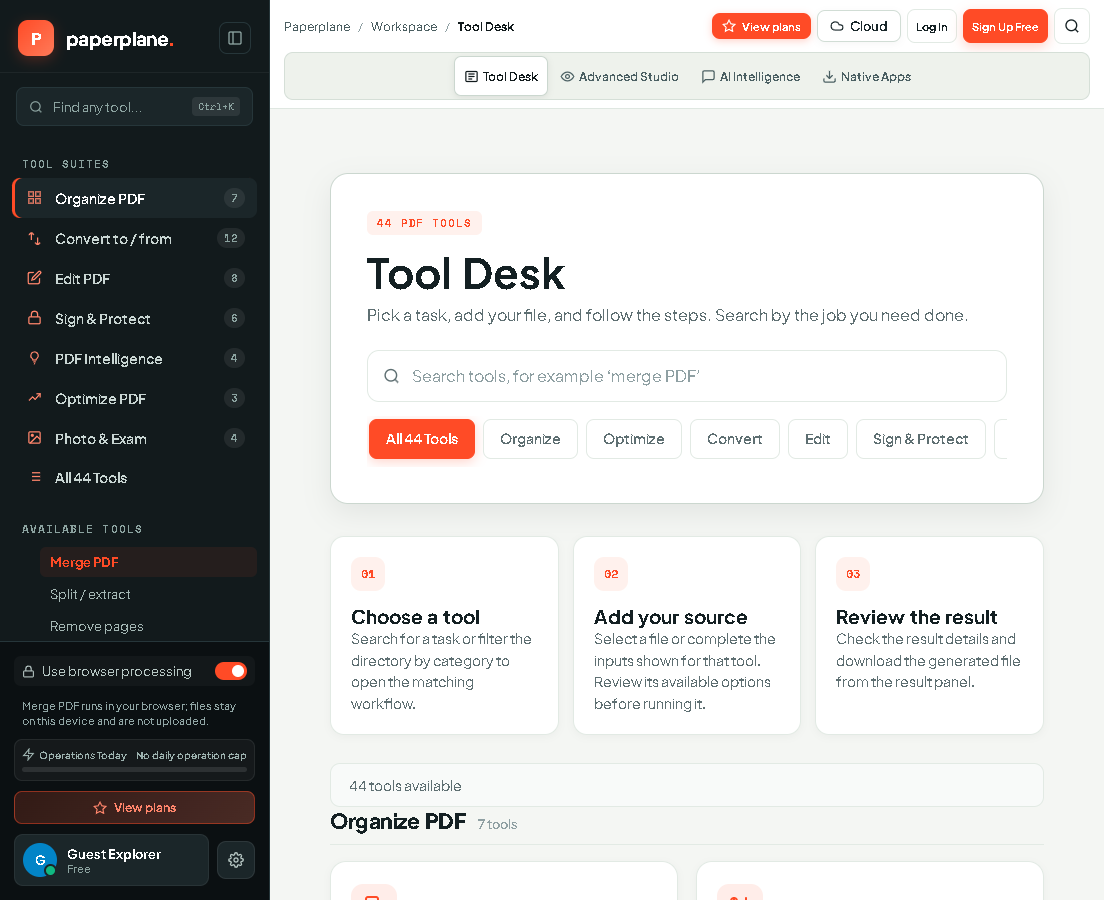 P paperplane.
Find any tool... Ctrl+K
TOOL SUITES
Organize PDF 7
Convert to / from 12
Edit PDF 8
Sign & Protect 6
PDF Intelligence 4
Optimize PDF 3
Photo & Exam 4
All 44 Tools
AVAILABLE TOOLS
Merge PDF
Split / extract
Remove pages
Use browser processing
Merge PDF runs in your browser; files stay
on this device and are not uploaded.
Operations Today No daily operation cap
View plans
G Guest Explorer
Free
Paperplane / Workspace / Tool Desk
View plans
Cloud
Log In
Sign Up Free
Tool Desk
Advanced Studio
AI Intelligence
Native Apps
44 PDF TOOLS
Tool Desk
Pick a task, add your file, and follow the steps. Search by the job you need done.
Search tools, for example ‘merge PDF’
All 44 Tools
Organize
Optimize
Convert
Edit
Sign & Protect
01
Choose a tool
Search for a task or filter the
directory by category to
open the matching
workflow.
02
Add your source
Select a file or complete the
inputs shown for that tool.
Review its available options
before running it.
03
Review the result
Check the result details and
download the generated file
from the result panel.
44 tools available
Organize PDF 7 tools